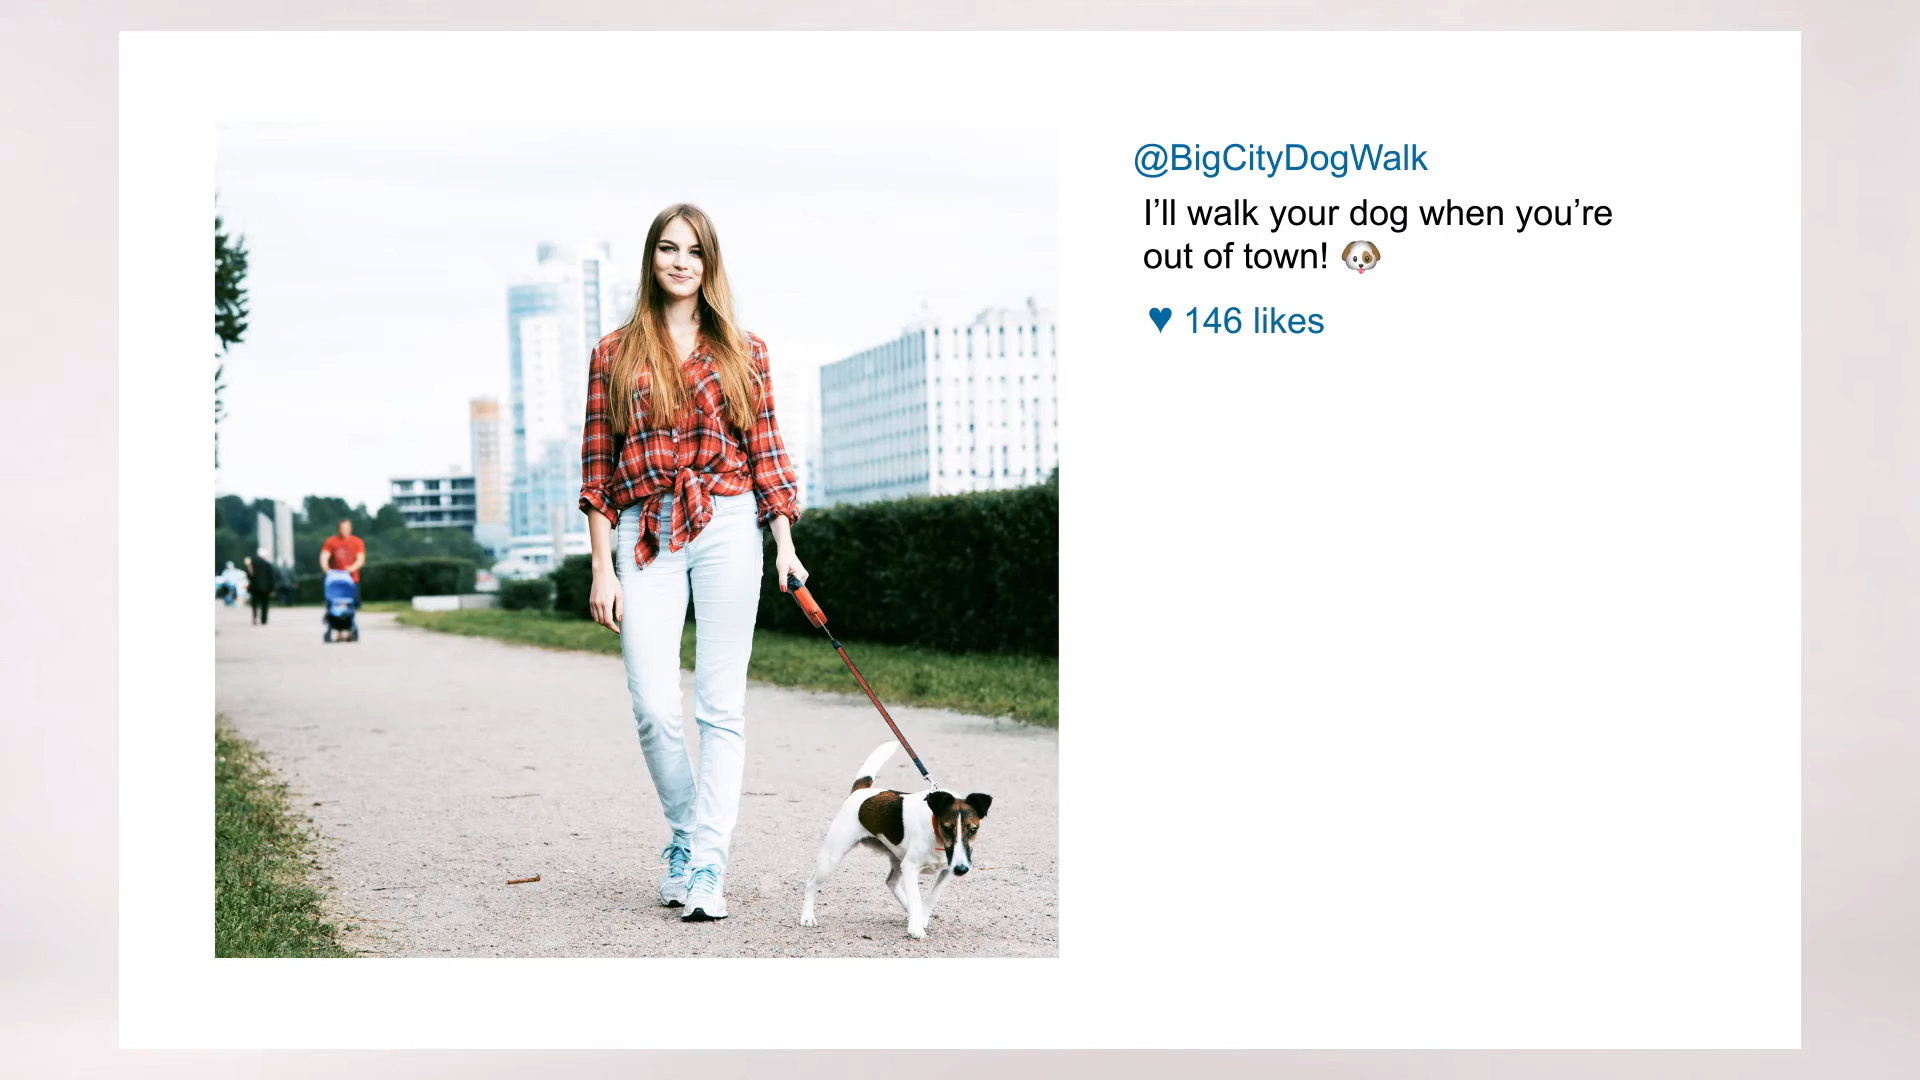 @BigCityDogWalk
I’ll walk your dog when you’re
out of town! 🐶
♥ 146 likes